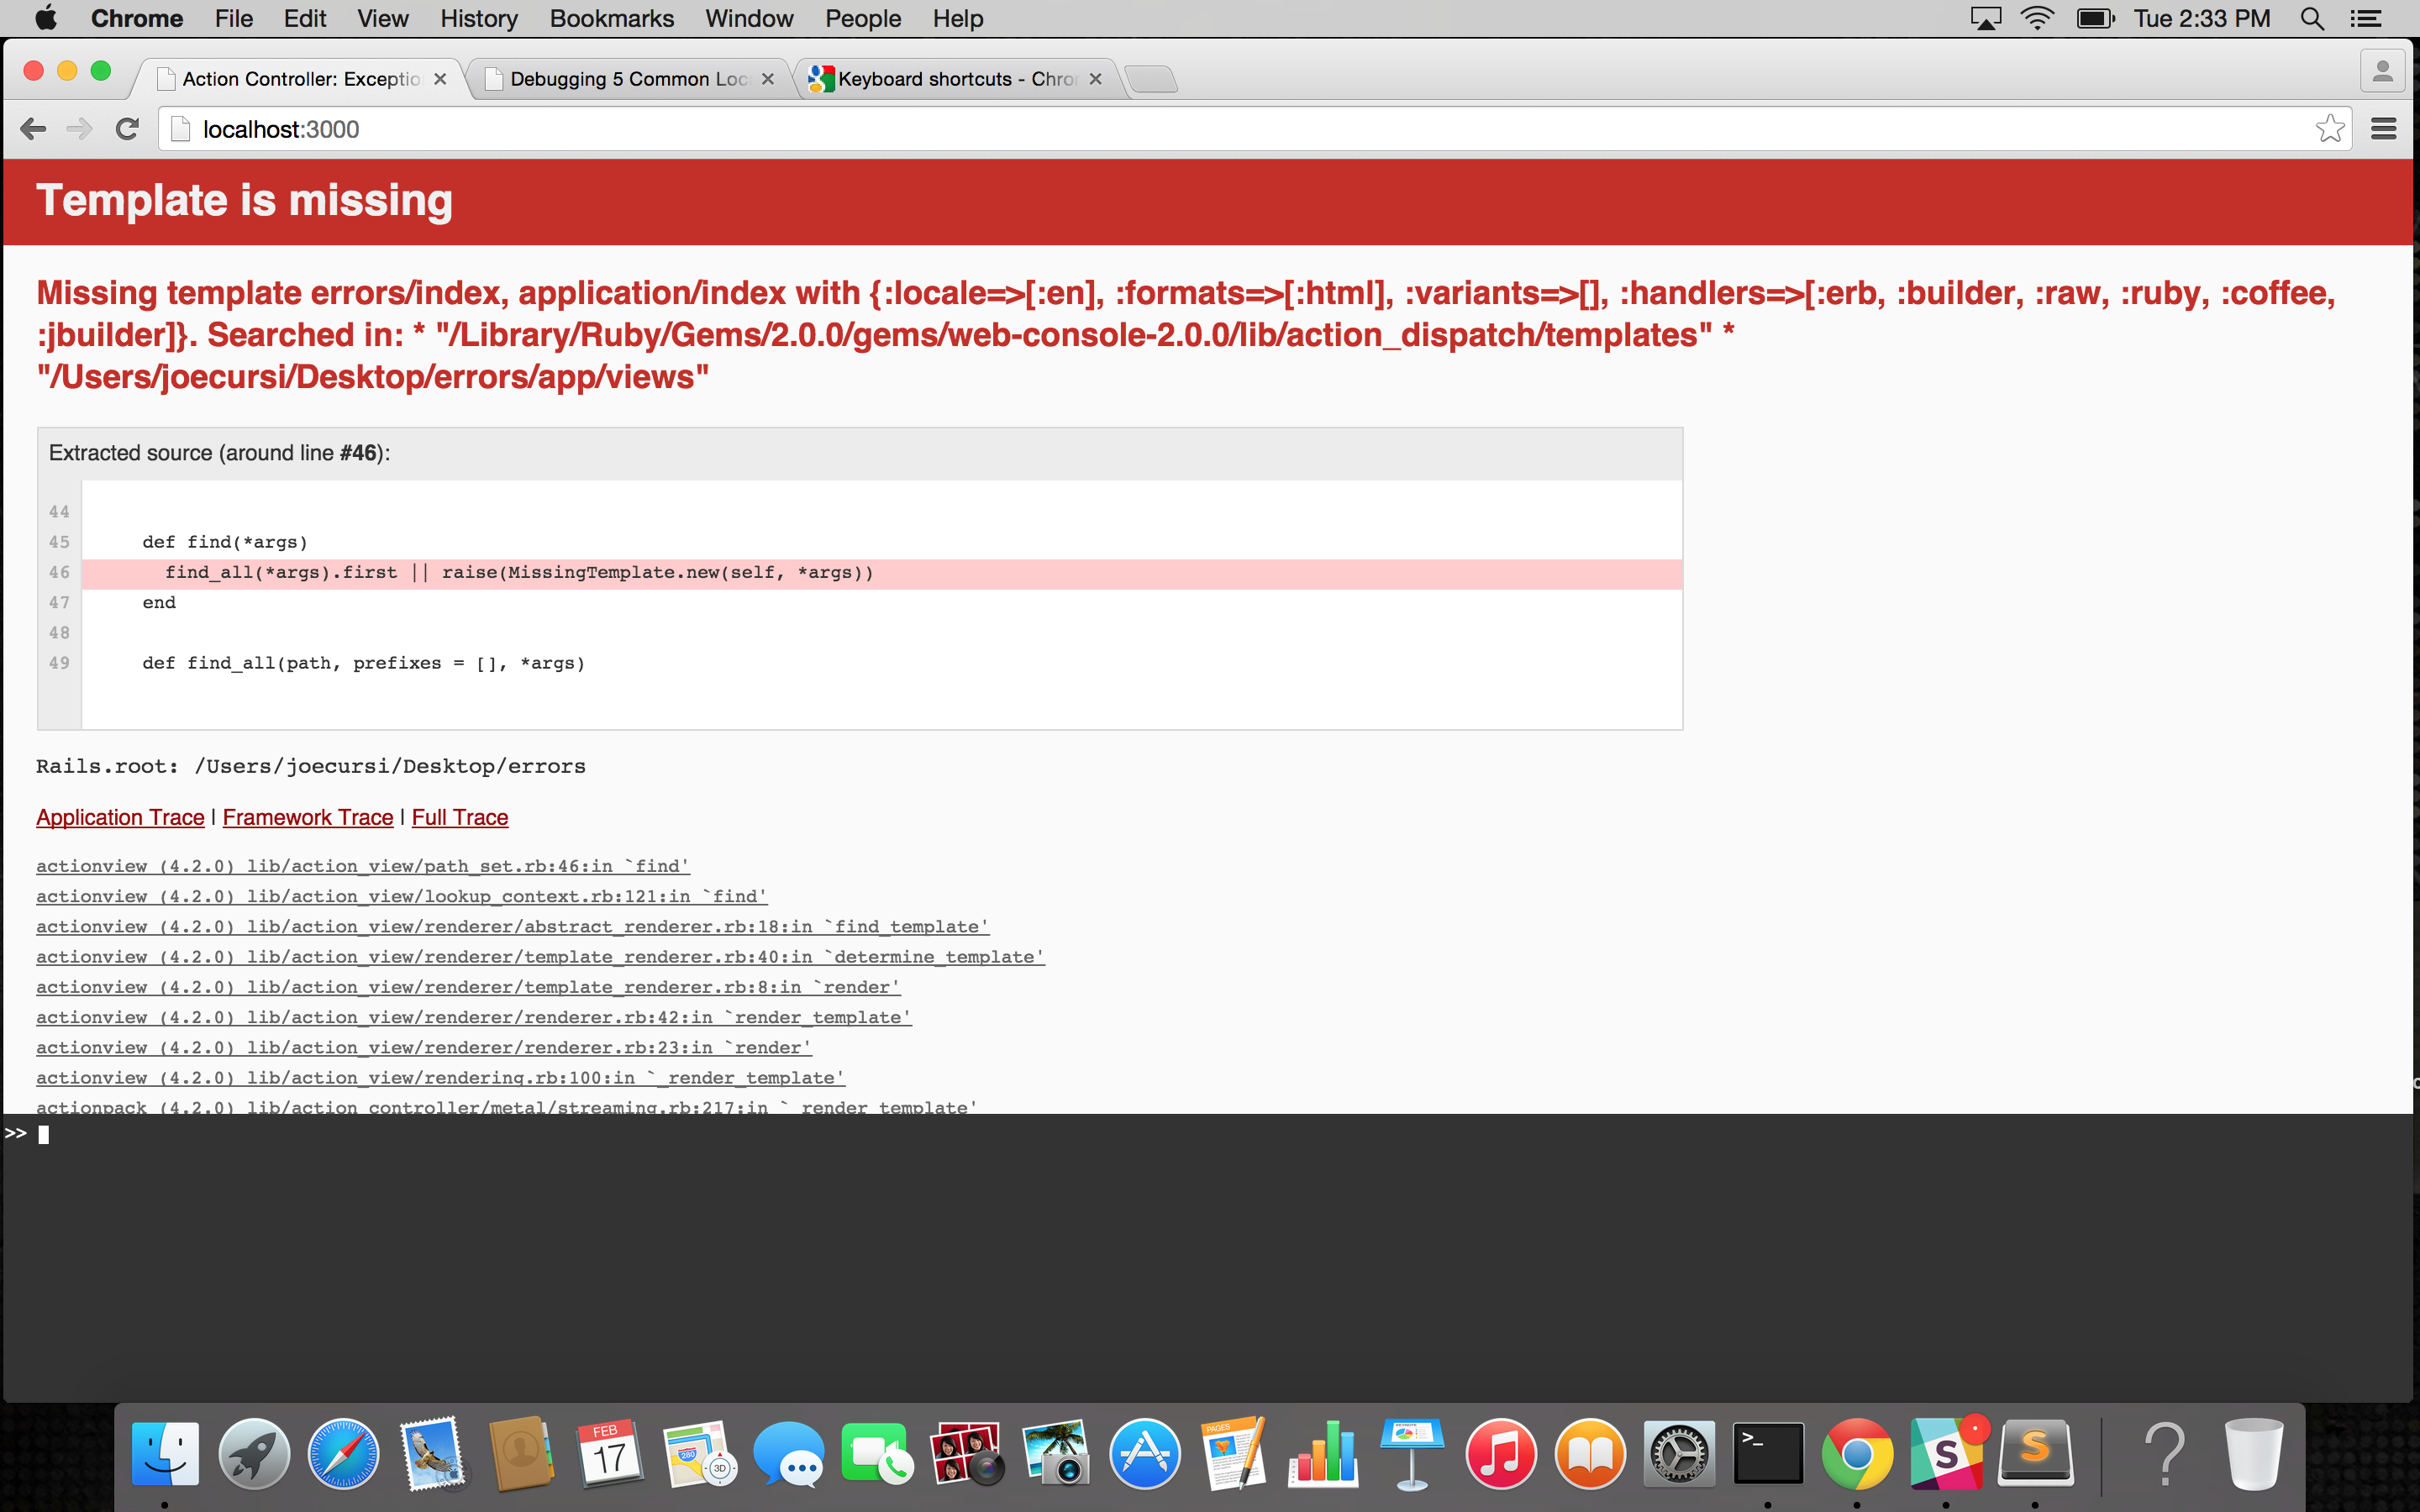 Chrome File Edit View History Bookmarks Window People Help Tue 2:33 PM
Action Controller: Exceptio Debugging 5 Common Loc Keyboard shortcuts - Chro
localhost:3000
Template is missing
Missing template errors/index, application/index with {:locale=>[:en], :formats=>[:html], :variants=>[], :handlers=>[:erb, :builder, :raw, :ruby, :coffee,
:jbuilder]}. Searched in: * "/Library/Ruby/Gems/2.0.0/gems/web-console-2.0.0/lib/action_dispatch/templates" *
"/Users/joecursi/Desktop/errors/app/views"
Extracted source (around line #46):
44
45 def find(*args)
46 find_all(*args).first || raise(MissingTemplate.new(self, *args))
47 end
48
49 def find_all(path, prefixes = [], *args)
Rails.root: /Users/joecursi/Desktop/errors
Application Trace | Framework Trace | Full Trace
actionview (4.2.0) lib/action_view/path_set.rb:46:in `find'
actionview (4.2.0) lib/action_view/lookup_context.rb:121:in `find'
actionview (4.2.0) lib/action_view/renderer/abstract_renderer.rb:18:in `find_template'
actionview (4.2.0) lib/action_view/renderer/template_renderer.rb:40:in `determine_template'
actionview (4.2.0) lib/action_view/renderer/template_renderer.rb:8:in `render'
actionview (4.2.0) lib/action_view/renderer/renderer.rb:42:in `render_template'
actionview (4.2.0) lib/action_view/renderer/renderer.rb:23:in `render'
actionview (4.2.0) lib/action_view/rendering.rb:100:in `_render_template'
actionpack (4.2.0) lib/action_controller/metal/streaming.rb:217:in `_render_template'
>>
FEB
17
280
3D
PAGES
KEYNOTE
>_
S
S
?